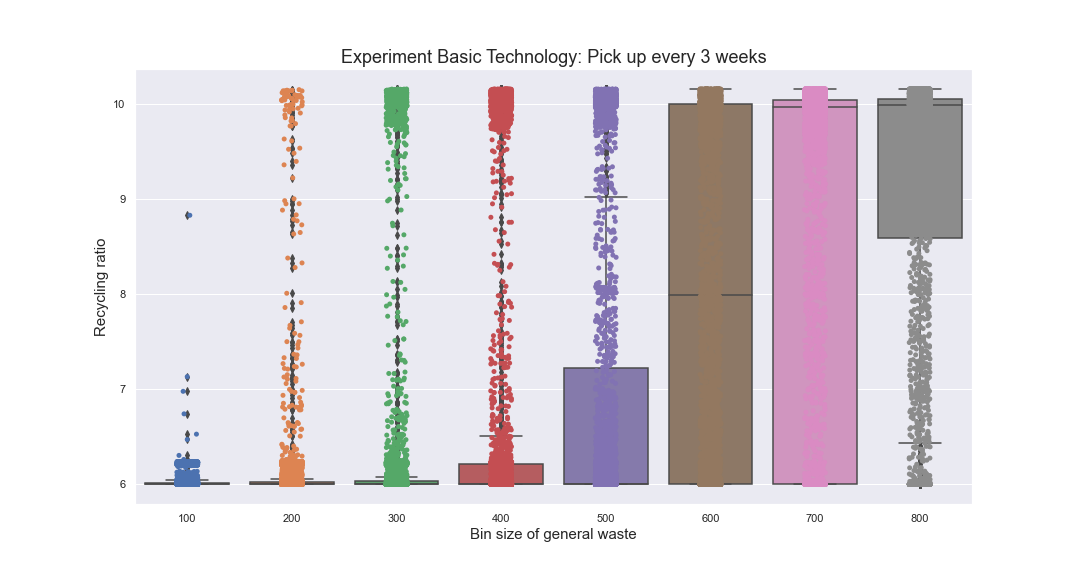 Experiment Basic Technology: Pick up every 3 weeks
Recycling ratio
10
9
8
7
6
100 200 300 400 500 600 700 800
Bin size of general waste